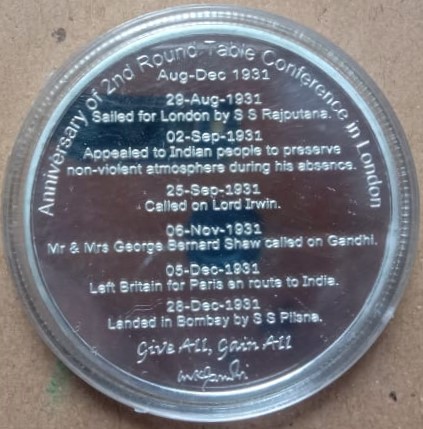 Anniversary of 2nd Round Table Conference in London
Aug-Dec 1931
29-Aug-1931
Sailed for London by S S Rajputana.
02-Sep-1931
Appealed to Indian people to preserve
non-violent atmosphere during his absence.
25-Sep-1931
Called on Lord Irwin.
06-Nov-1931
Mr & Mrs George Bernard Shaw called on Gandhi.
05-Dec-1931
Left Britain for Paris en route to India.
28-Dec-1931
Landed in Bombay by S S Pilsna.
Give All, Gain All
mkgandhi